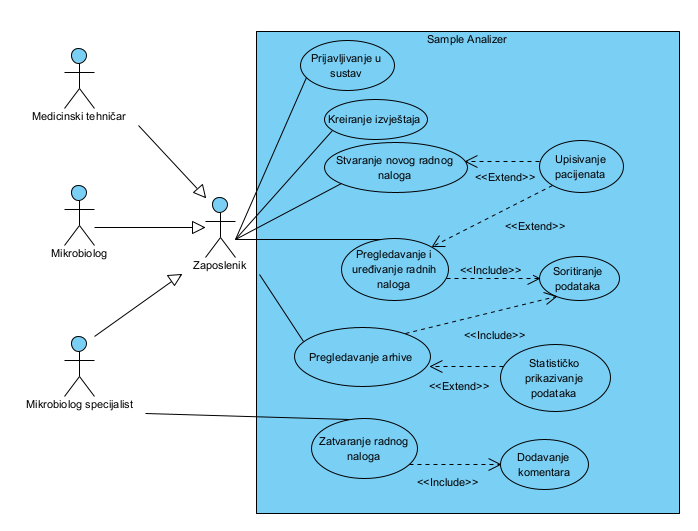 Sample Analizer
Prijavljivanje u
sustav
Medicinski tehničar
Kreiranje izvještaja
Stvaranje novog radnog
naloga
<<Extend>>
Upisivanje
pacijenata
<<Extend>>
Mikrobiolog
Zaposlenik
Pregledavanje i
uređivanje radnih
naloga
<<Include>>
Soritiranje
podataka
<<Include>>
Pregledavanje arhive
<<Extend>>
Statističko
prikazivanje
podataka
Mikrobiolog specijalist
Zatvaranje radnog
naloga
<<Include>>
Dodavanje
komentara